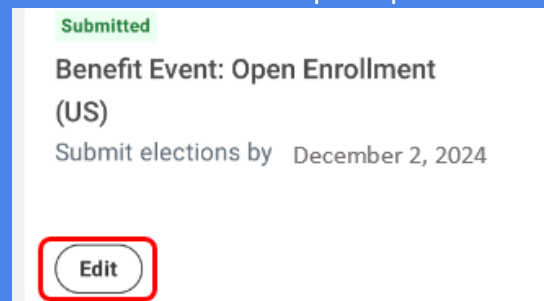 Submitted
Benefit Event: Open Enrollment
(US)
Submit elections by December 2, 2024
Edit